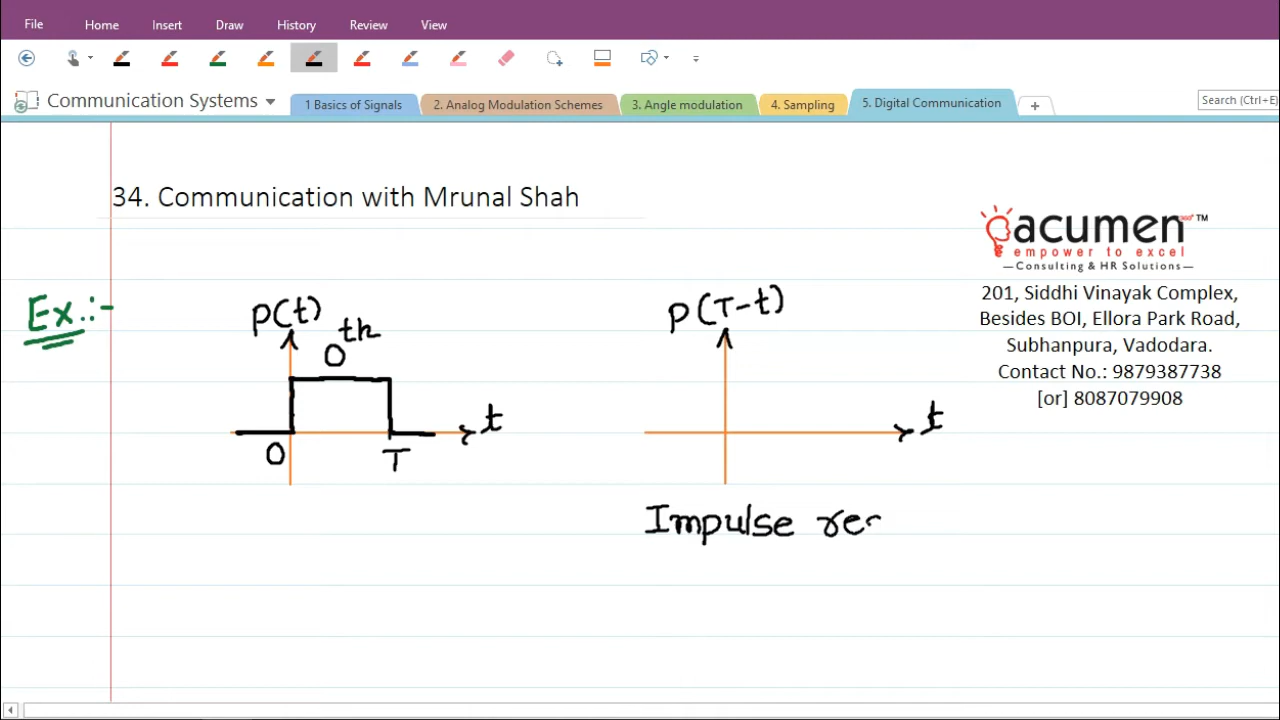 File Home Insert Draw History Review View
Communication Systems 1 Basics of Signals 2. Analog Modulation Schemes 3. Angle modulation 4. Sampling 5. Digital Communication + Search (Ctrl+E)
34. Communication with Mrunal Shah
acumen 360° ™
empower to excel
Consulting & HR Solutions
201, Siddhi Vinayak Complex,
Besides BOI, Ellora Park Road,
Subhanpura, Vadodara.
Contact No.: 9879387738
[or] 8087079908
Ex.:-
P(t)
0th
t
0
T
P(T-t)
t
Impulse res